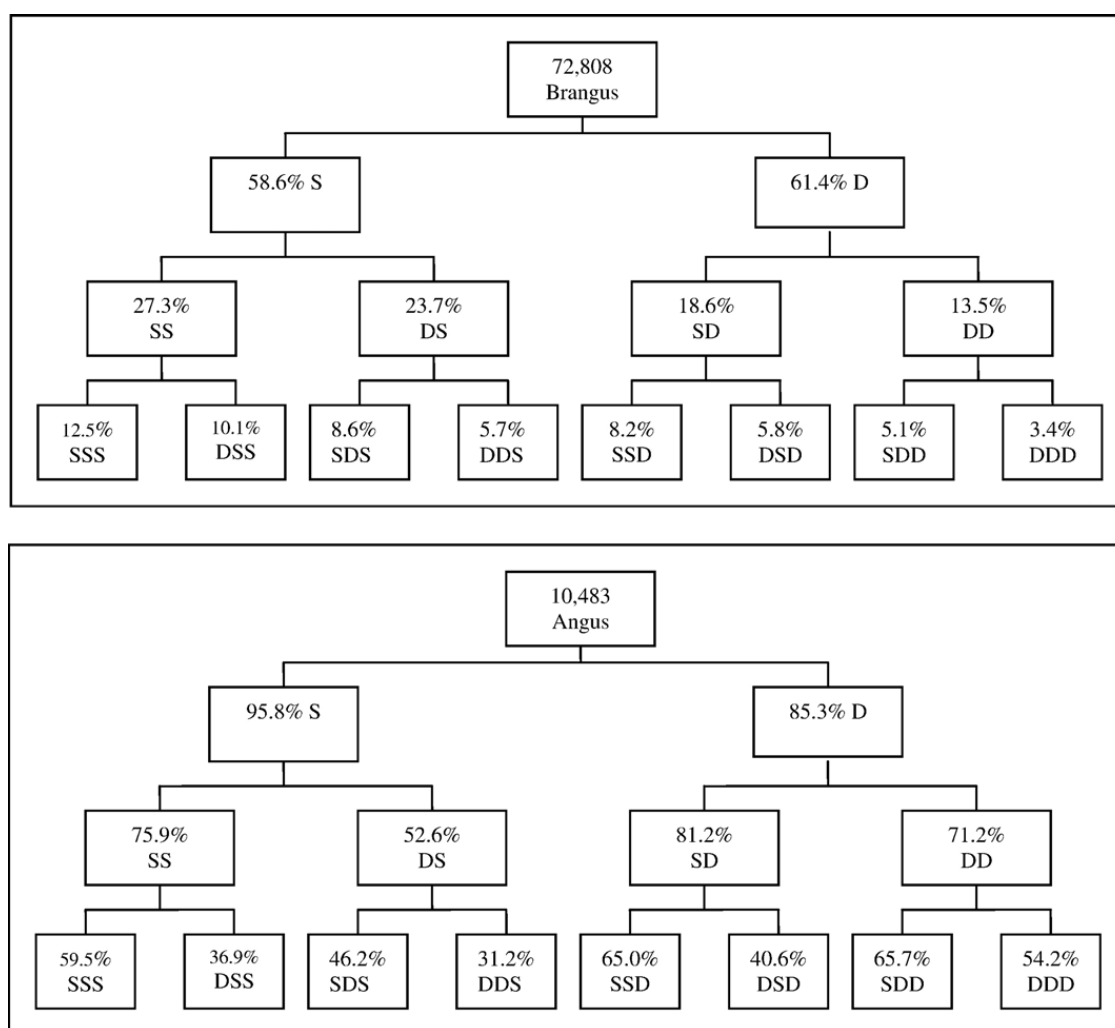 72,808
Brangus
58.6% S
61.4% D
27.3%
SS
23.7%
DS
18.6%
SD
13.5%
DD
12.5%
SSS
10.1%
DSS
8.6%
SDS
5.7%
DDS
8.2%
SSD
5.8%
DSD
5.1%
SDD
3.4%
DDD
10,483
Angus
95.8% S
85.3% D
75.9%
SS
52.6%
DS
81.2%
SD
71.2%
DD
59.5%
SSS
36.9%
DSS
46.2%
SDS
31.2%
DDS
65.0%
SSD
40.6%
DSD
65.7%
SDD
54.2%
DDD